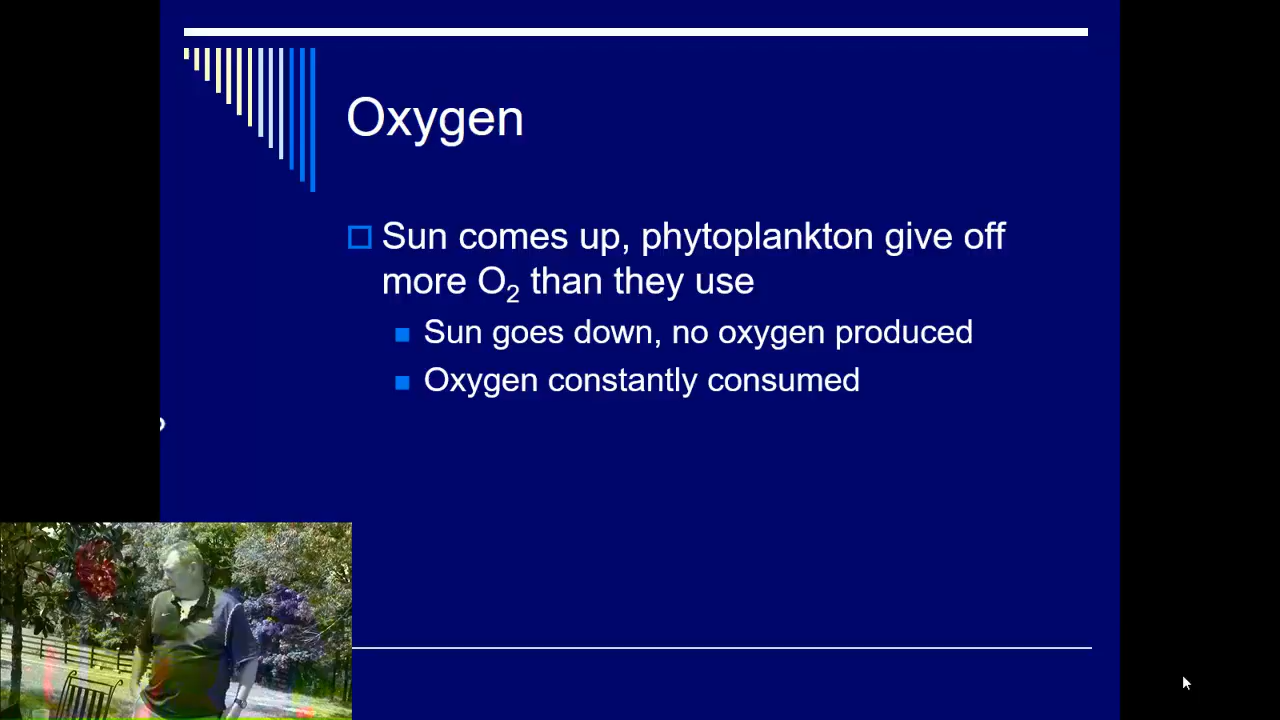 Oxygen
Sun comes up, phytoplankton give off
more O₂ than they use
Sun goes down, no oxygen produced
Oxygen constantly consumed